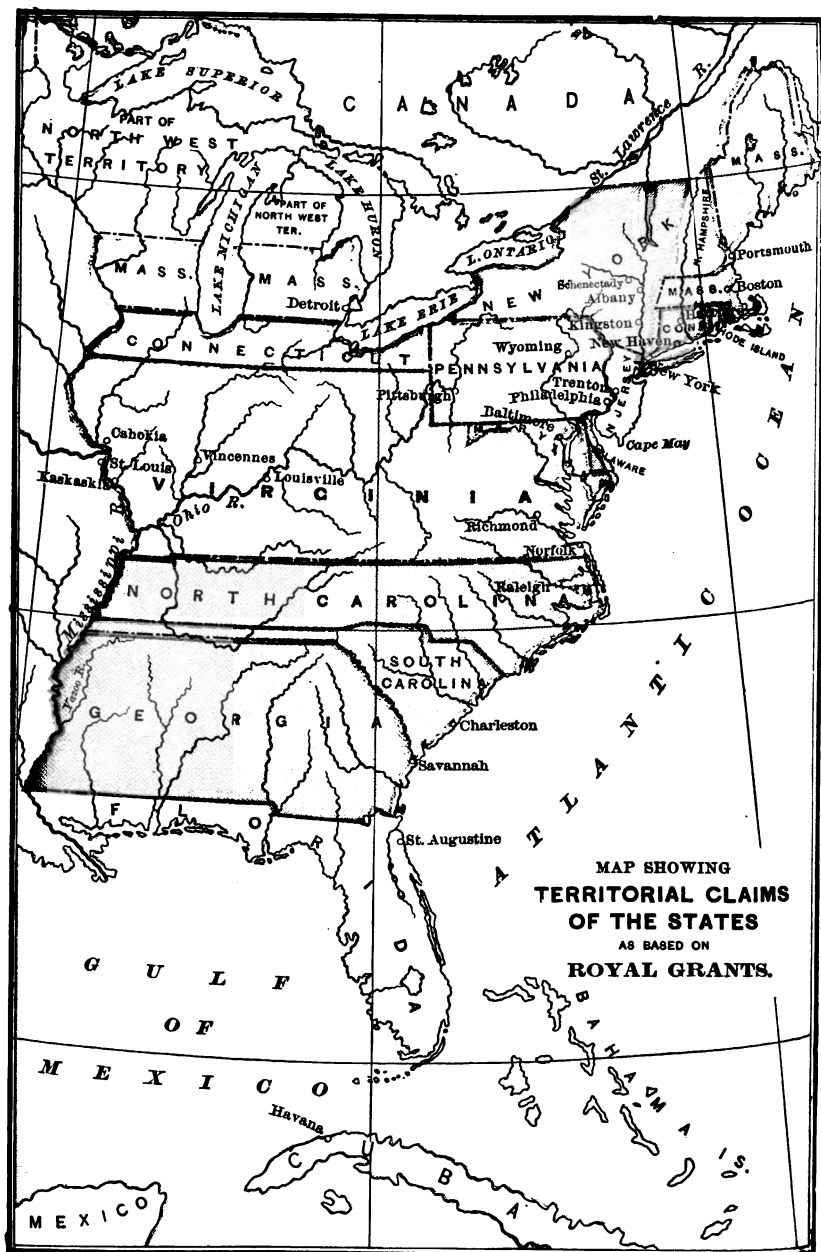 LAKE SUPERIOR
CANADA
St. Lawrence R.
PART OF
NORTH WEST
TERRITORY
MASS.
LAKE MICHIGAN
LAKE HURON
PART OF
NORTH WEST
TER.
N. HAMPSHIRE
L. ONTARIO
NEW YORK
Portsmouth
MASS.
MASS.
Detroit
LAKE ERIE
Schenectady
Albany
MASS.
Boston
Kingston
CONN.
New Haven
RHODE ISLAND
CONNECTICUT
Wyoming
PENNSYLVANIA
Pittsburgh
Trenton
Philadelphia
N. JERSEY
New York
Baltimore
Cape May
DELAWARE
Cahokia
St. Louis
Kaskaskia
Vincennes
Louisville
VIRGINIA
Ohio R.
Richmond
Norfolk
Mississippi R.
NORTH CAROLINA
Raleigh
SOUTH
CAROLINA
Yazoo R.
GEORGIA
Charleston
Savannah
FLORIDA
St. Augustine
ATLANTIC OCEAN
MAP SHOWING
TERRITORIAL CLAIMS
OF THE STATES
AS BASED ON
ROYAL GRANTS.
GULF
OF
MEXICO
BAHAMA IS.
Havana
CUBA
MEXICO